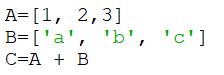 A=[1, 2,3]
B=['a', 'b', 'c']
C=A + B